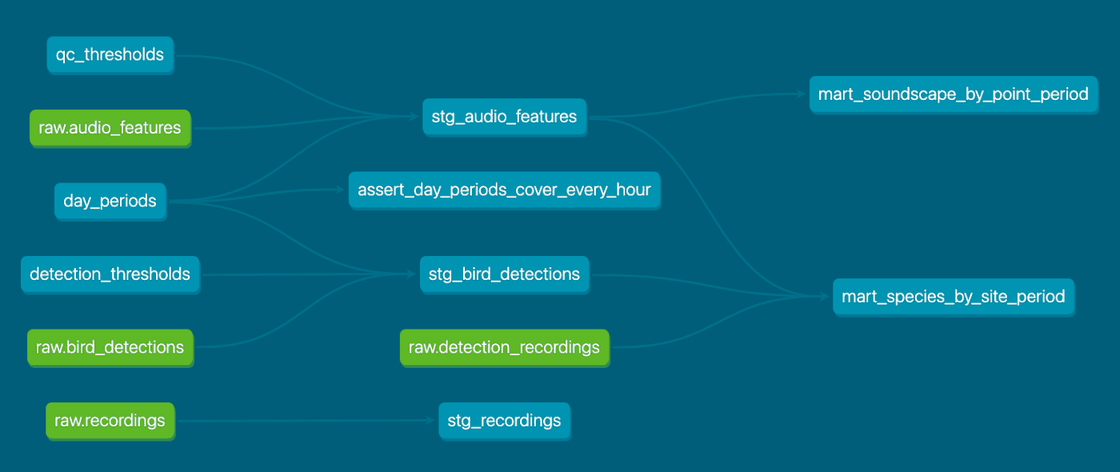 qc_thresholds
raw.audio_features
day_periods
detection_thresholds
raw.bird_detections
raw.recordings
stg_audio_features
assert_day_periods_cover_every_hour
stg_bird_detections
raw.detection_recordings
stg_recordings
mart_soundscape_by_point_period
mart_species_by_site_period